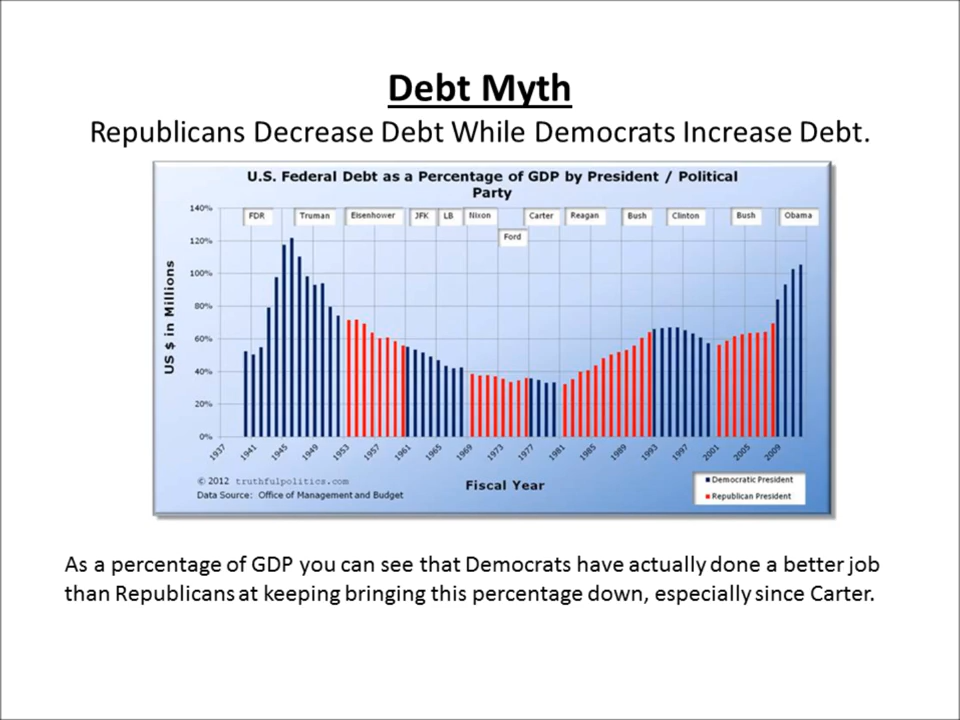 Debt Myth
Republicans Decrease Debt While Democrats Increase Debt.
U.S. Federal Debt as a Percentage of GDP by President / Political
Party
FDR Truman Eisenhower JFK LB Nixon Carter Reagan Bush Clinton Bush Obama
Ford
US $ in Millions
140%
120%
100%
80%
60%
40%
20%
0%
1937 1941 1945 1949 1953 1957 1961 1965 1969 1973 1977 1981 1985 1989 1993 1997 2001 2005 2009
Fiscal Year
© 2012 truthfulpolitics.com
Data Source: Office of Management and Budget
Democratic President
Republican President
As a percentage of GDP you can see that Democrats have actually done a better job
than Republicans at keeping bringing this percentage down, especially since Carter.